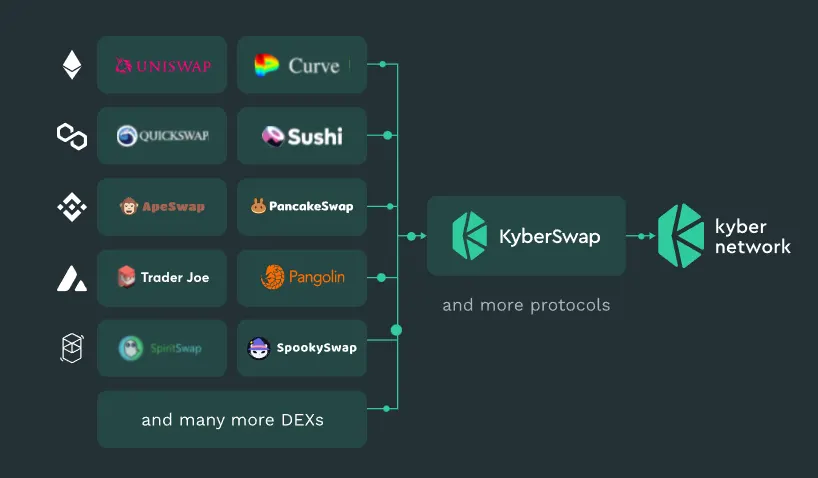 UNISWAP
Curve
QUICKSWAP
Sushi
ApeSwap
PancakeSwap
Trader Joe
Pangolin
SpiritSwap
SpookySwap
and many more DEXs
KyberSwap
and more protocols
kyber
network